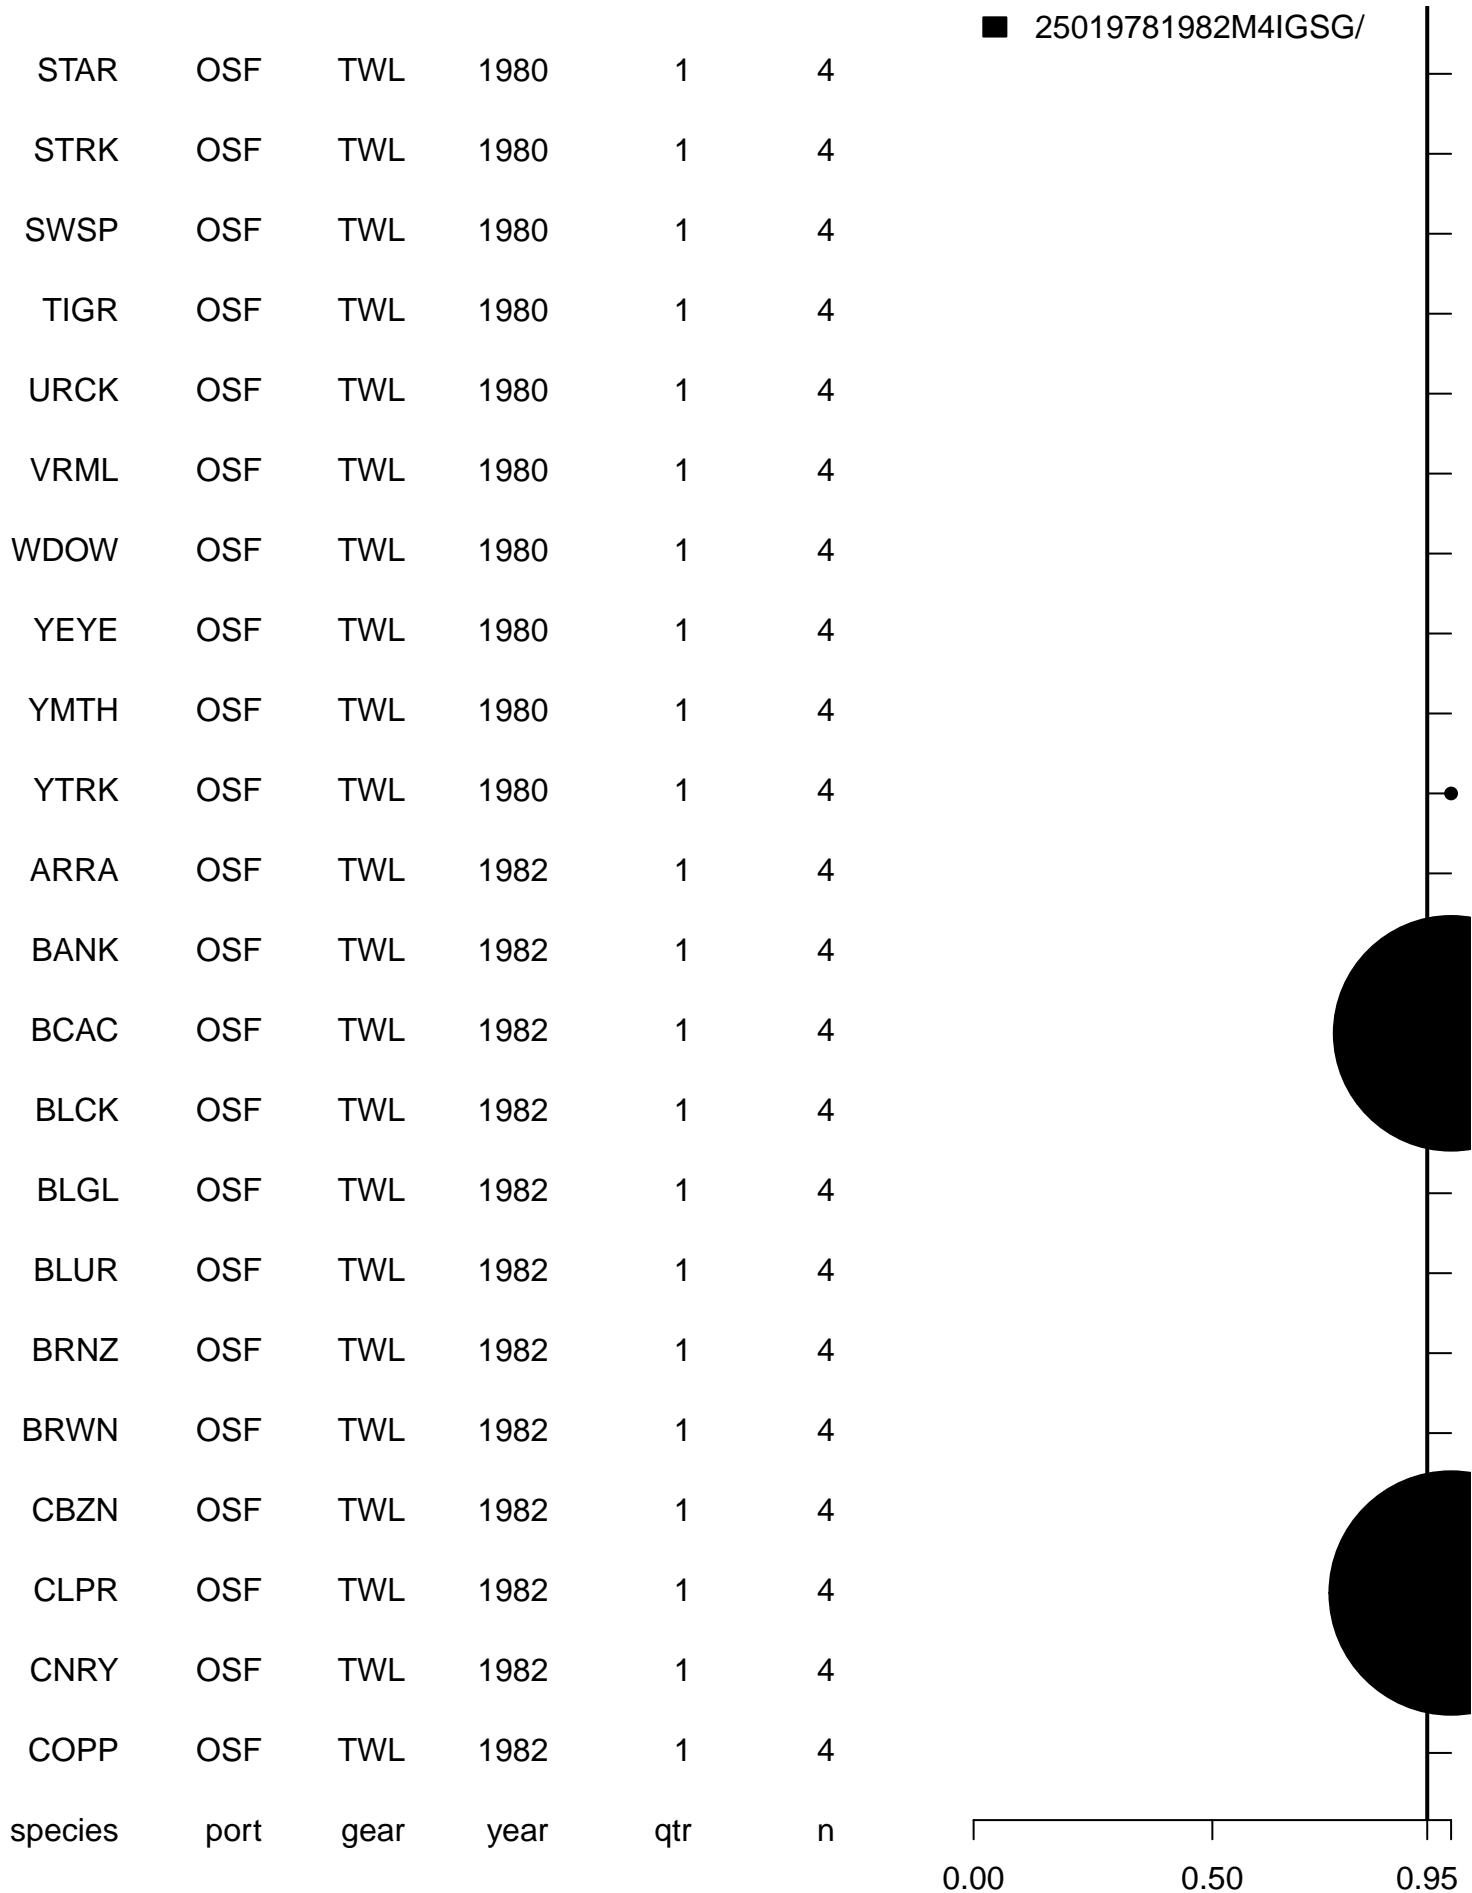 25019781982M4IGSG/
STAR OSF TWL 1980 1 4
STRK OSF TWL 1980 1 4
SWSP OSF TWL 1980 1 4
TIGR OSF TWL 1980 1 4
URCK OSF TWL 1980 1 4
VRML OSF TWL 1980 1 4
WDOW OSF TWL 1980 1 4
YEYE OSF TWL 1980 1 4
YMTH OSF TWL 1980 1 4
YTRK OSF TWL 1980 1 4
ARRA OSF TWL 1982 1 4
BANK OSF TWL 1982 1 4
BCAC OSF TWL 1982 1 4
BLCK OSF TWL 1982 1 4
BLGL OSF TWL 1982 1 4
BLUR OSF TWL 1982 1 4
BRNZ OSF TWL 1982 1 4
BRWN OSF TWL 1982 1 4
CBZN OSF TWL 1982 1 4
CLPR OSF TWL 1982 1 4
CNRY OSF TWL 1982 1 4
COPP OSF TWL 1982 1 4
species port gear year qtr n
0.00 0.50 0.95